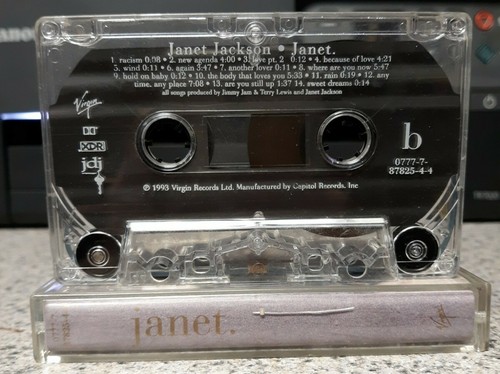 Janet Jackson • Janet.
1. racism 0:08 • 2. new agenda 4:00 • 3. love pt. 2 0:12 • 4. because of love 4:21
5. wind 0:11 • 6. again 3:47 • 7. another lover 0:11 • 8. where are you now 5:47
9. hold on baby 0:12 • 10. the body that loves you 5:33 • 11. rain 0:19 • 12. any
time, any place 7:08 • 13. are you still up 1:37 14. sweet dreams 0:14
all songs produced by Jimmy Jam & Terry Lewis and Janet Jackson
Virgin
XDR
jdj
b
0777-7-
87825-4-4
℗ 1993 Virgin Records Ltd. Manufactured by Capitol Records, Inc
janet.
Virgin